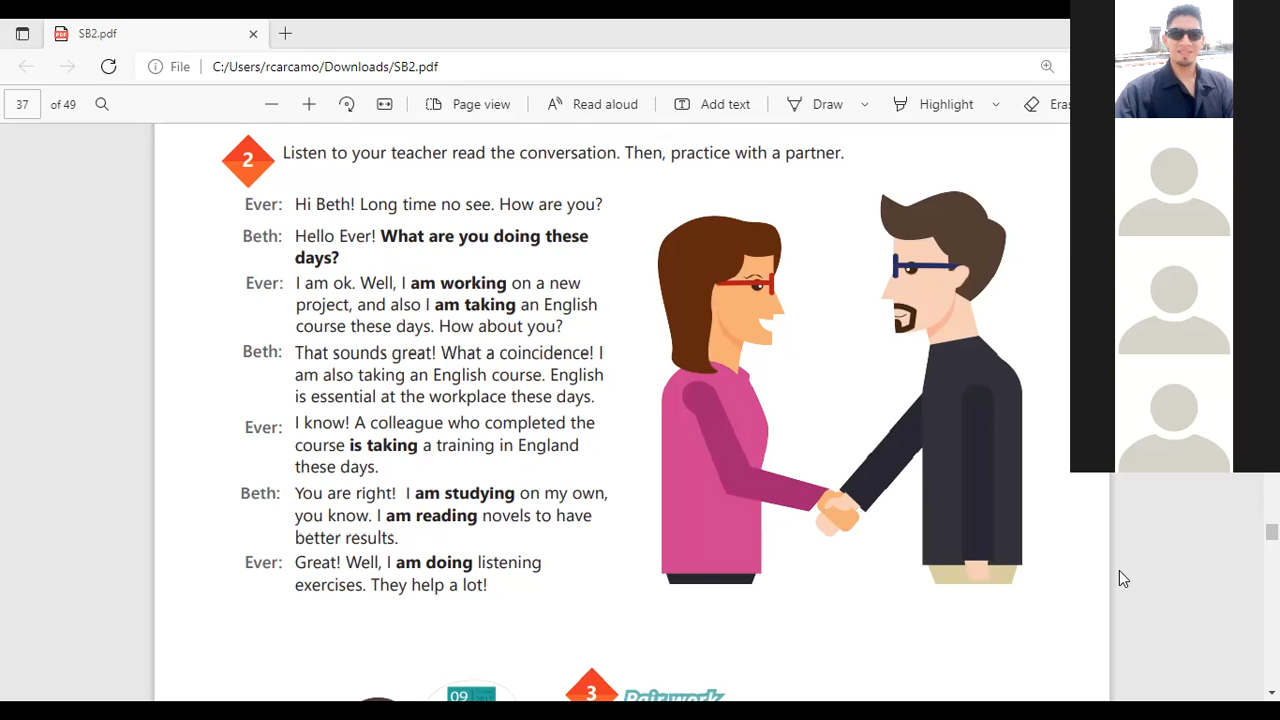 SB2.pdf
File
C:/Users/rcarcamo/Downloads/SB2.pdf
37 of 49
Page view
Read aloud
Add text
Draw
Highlight
Eras
2
Listen to your teacher read the conversation. Then, practice with a partner.
Ever: Hi Beth! Long time no see. How are you?
Beth: Hello Ever! What are you doing these
days?
Ever: I am ok. Well, I am working on a new
project, and also I am taking an English
course these days. How about you?
Beth: That sounds great! What a coincidence! I
am also taking an English course. English
is essential at the workplace these days.
Ever: I know! A colleague who completed the
course is taking a training in England
these days.
Beth: You are right! I am studying on my own,
you know. I am reading novels to have
better results.
Ever: Great! Well, I am doing listening
exercises. They help a lot!
09
3
Pair work